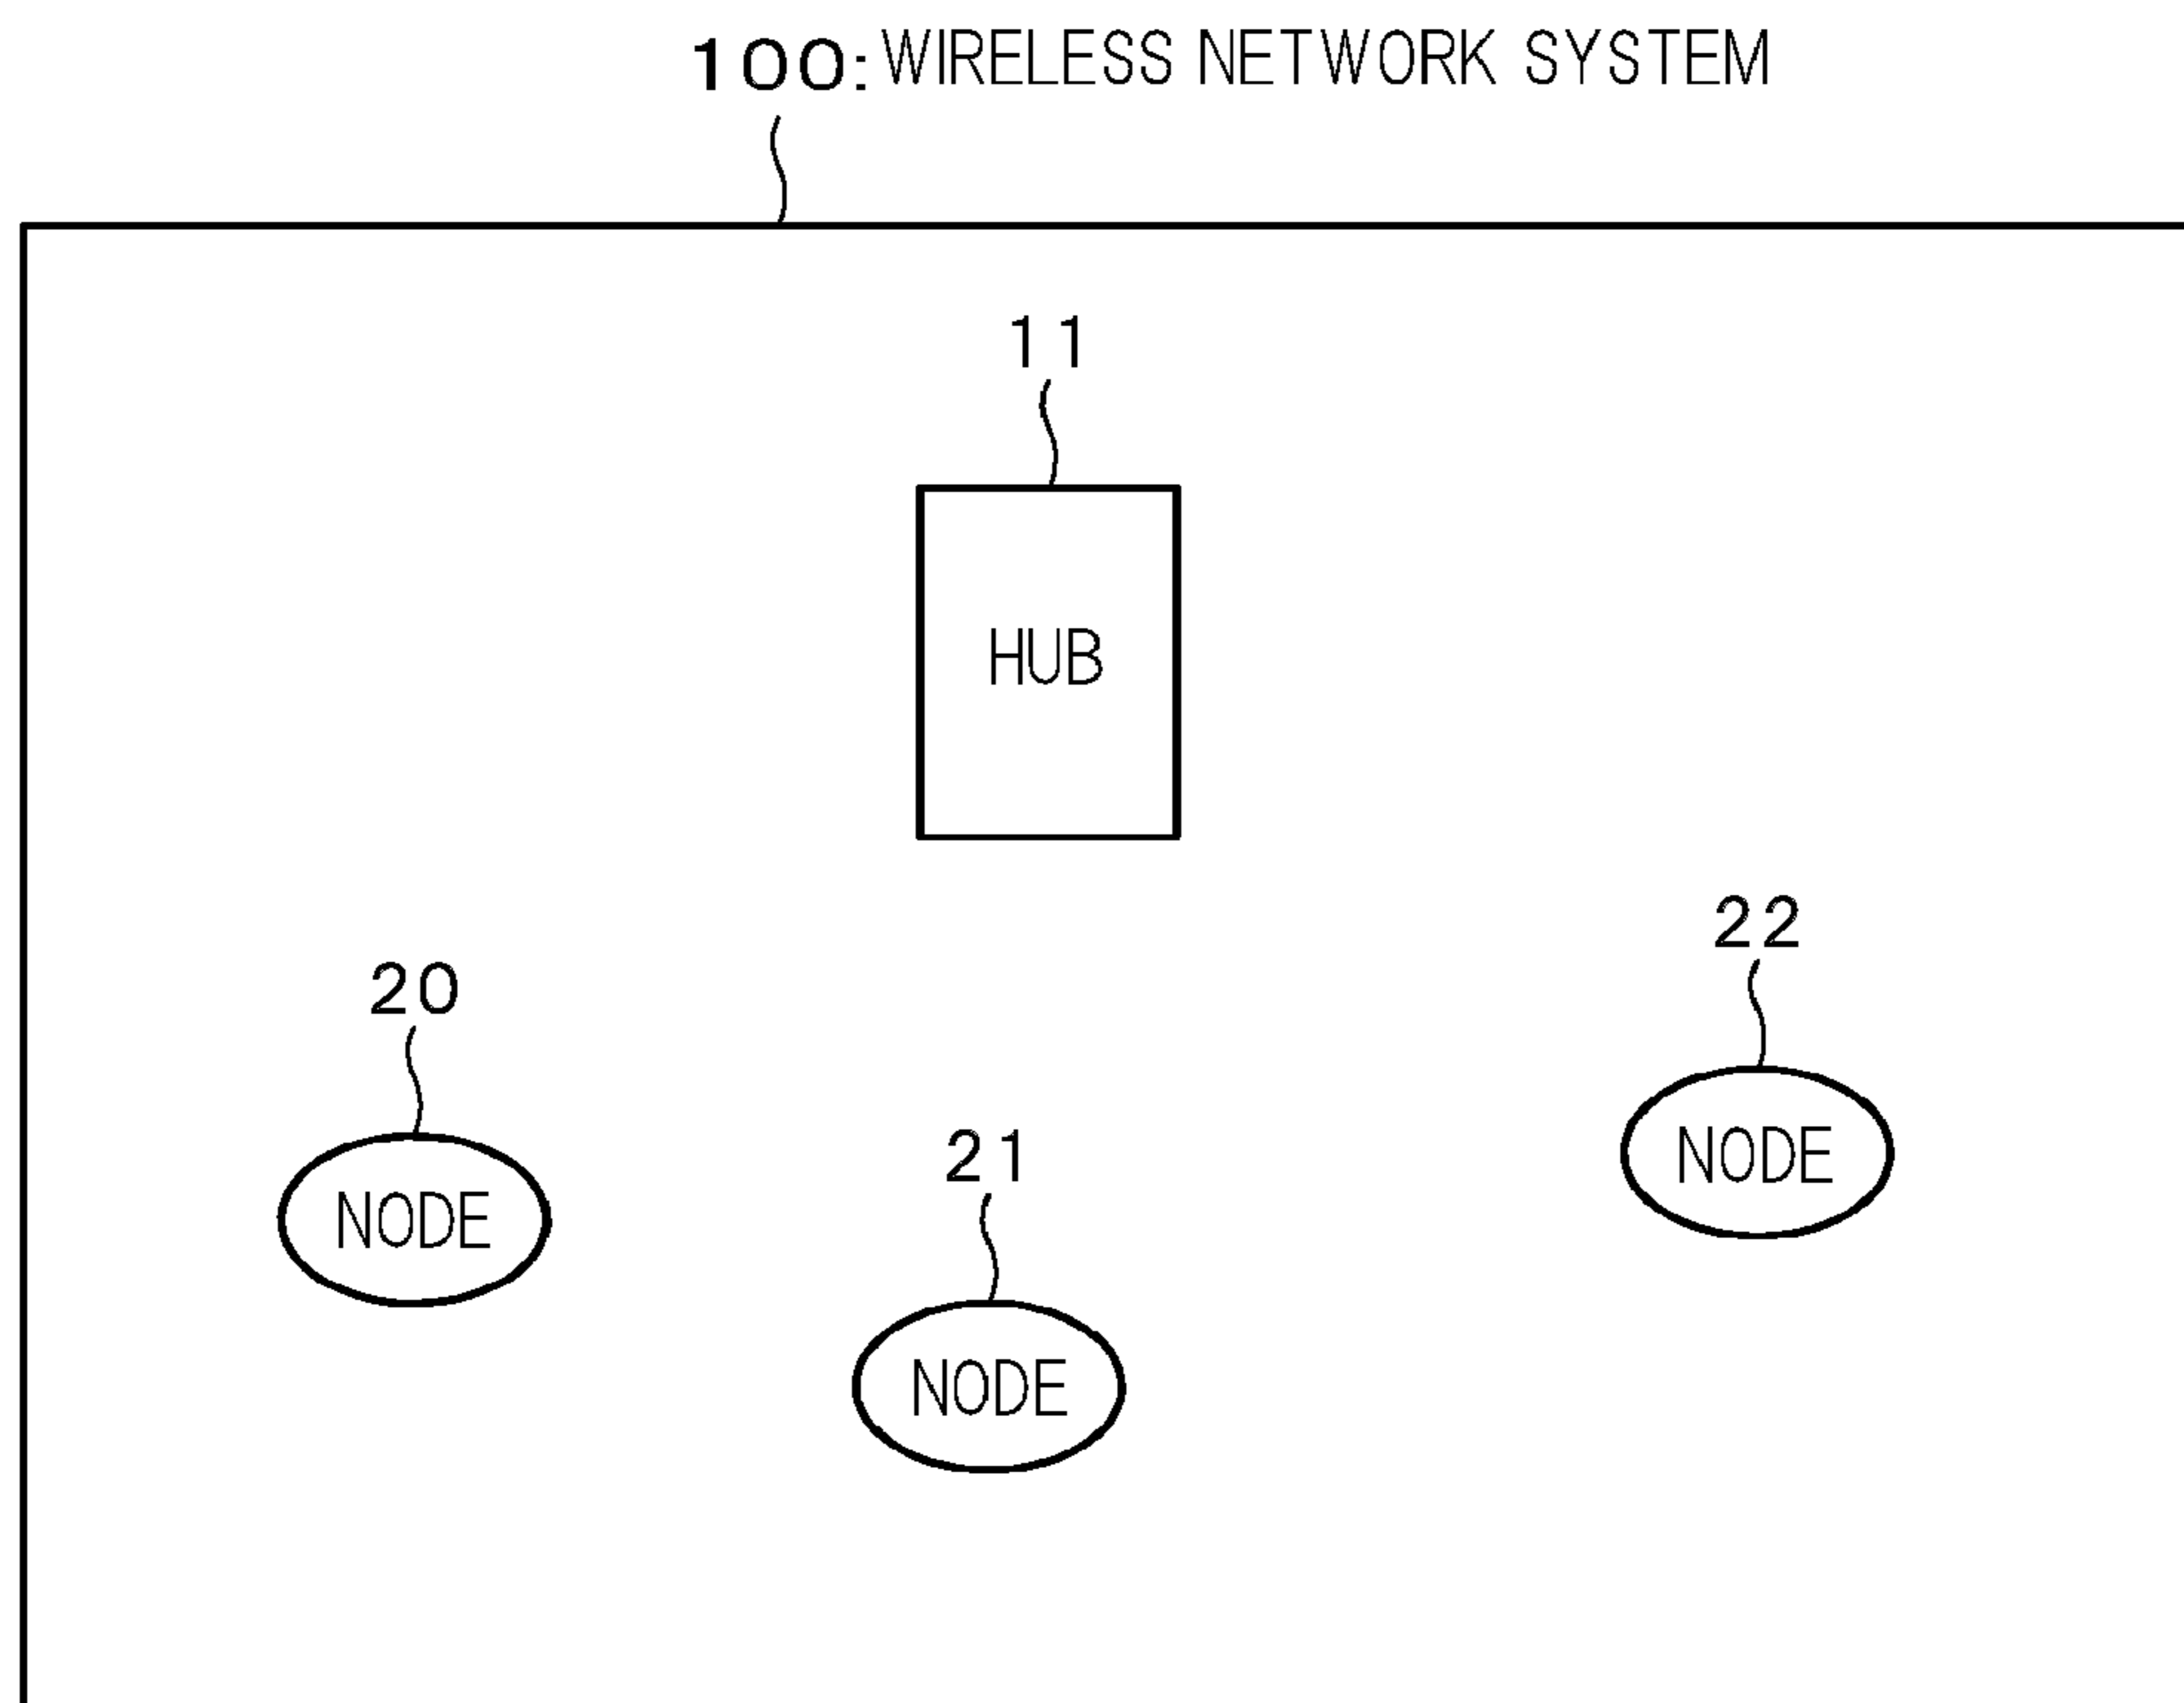 100: WIRELESS NETWORK SYSTEM
11
HUB
22
20
21
NODE
NODE
NODE